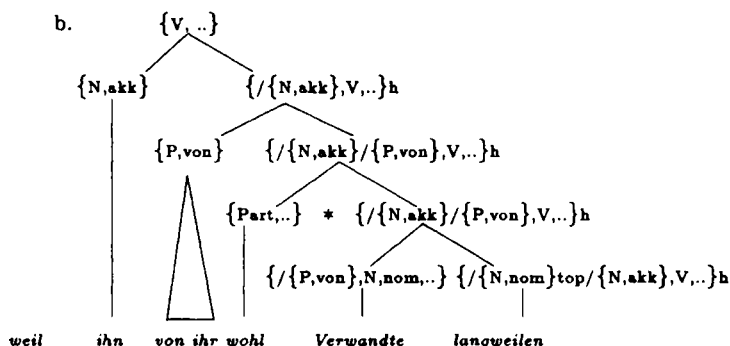 b. {V, ..}
{N,akk} {/{N,akk},V,..}h
{P,von} {/{N,akk}/{P,von},V,..}h
{Part,..} * {/{N,akk}/{P,von},V,..}h
{/{P,von},N,nom,..} {/{N,nom}top/{N,akk},V,..}h
weil ihn von ihr wohl Verwandte langweilen